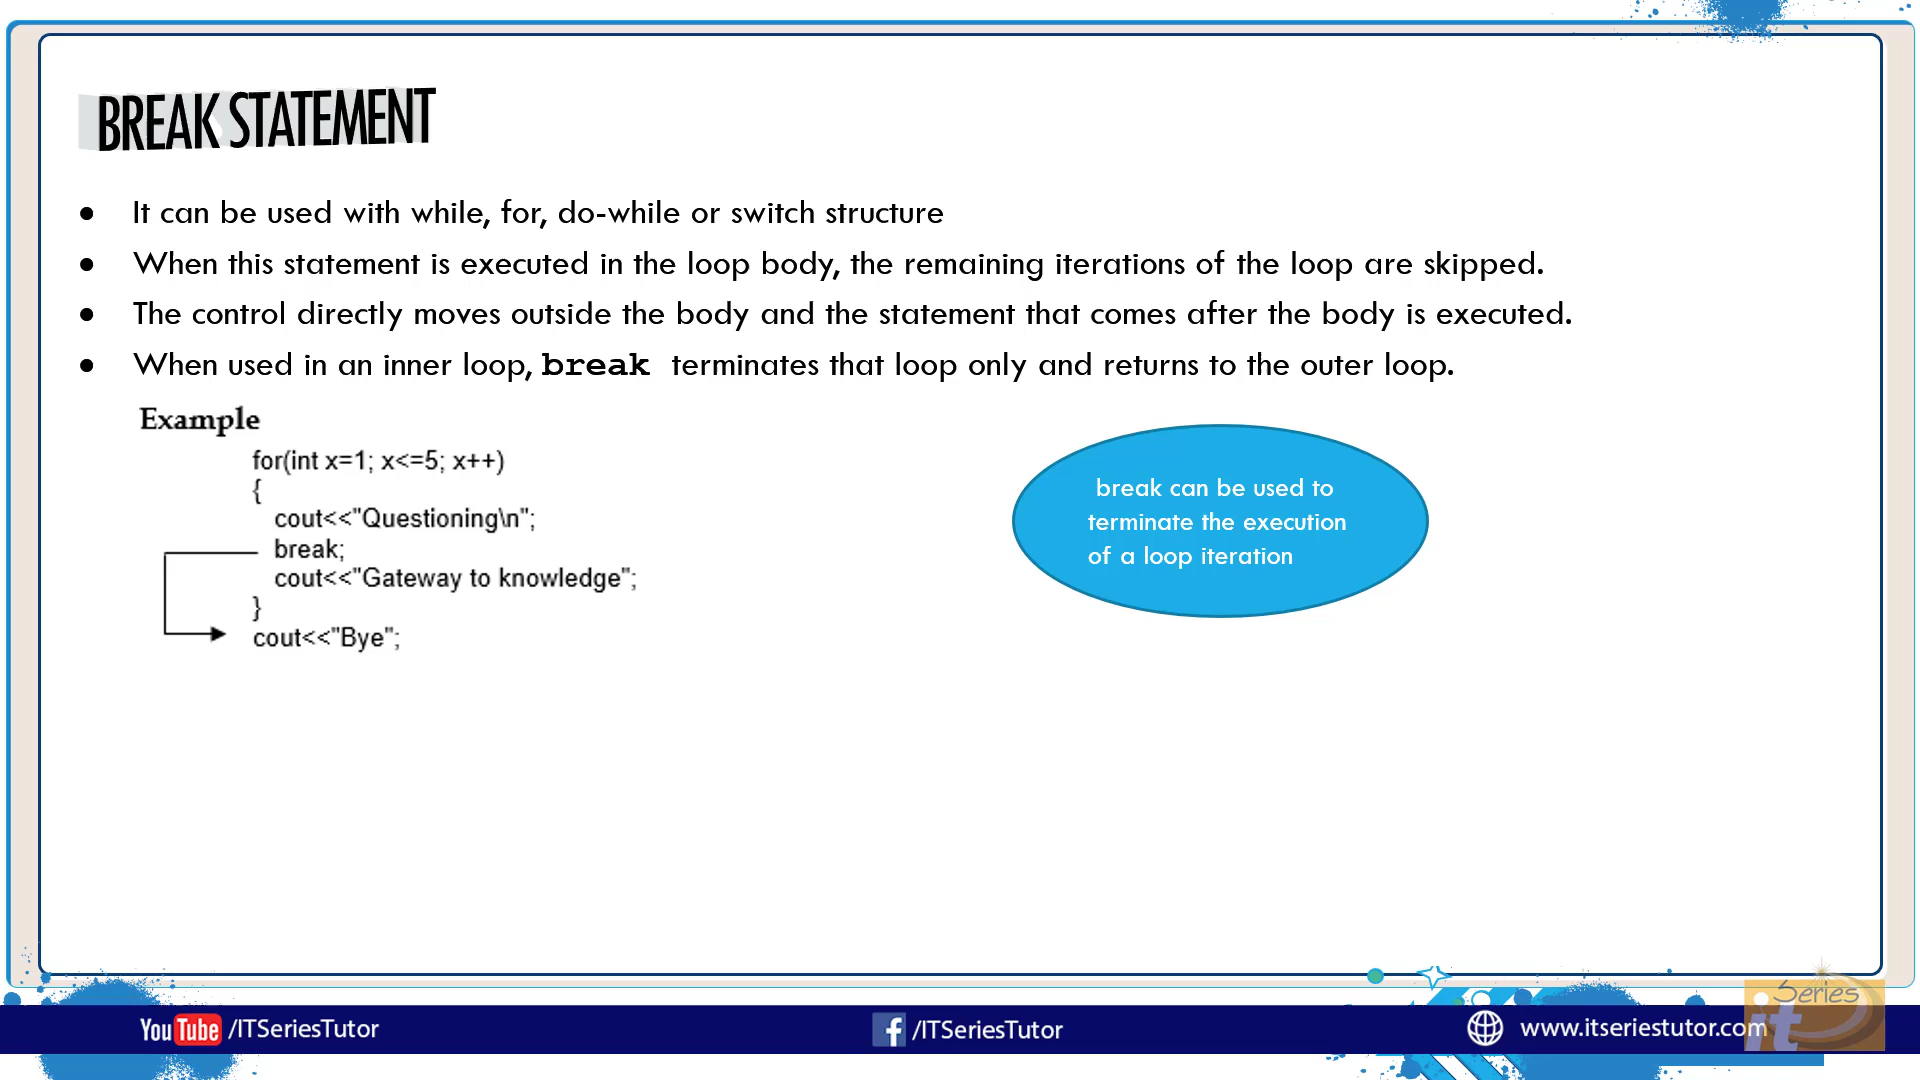 BREAK STATEMENT
● It can be used with while, for, do-while or switch structure
● When this statement is executed in the loop body, the remaining iterations of the loop are skipped.
● The control directly moves outside the body and the statement that comes after the body is executed.
● When used in an inner loop, break terminates that loop only and returns to the outer loop.
Example
for(int x=1; x<=5; x++)
{
cout<<"Questioning\n";
break;
cout<<"Gateway to knowledge";
}
cout<<"Bye";
break can be used to
terminate the execution
of a loop iteration
YouTube /ITSeriesTutor
f /ITSeriesTutor
www.itseriestutor.com
it Series